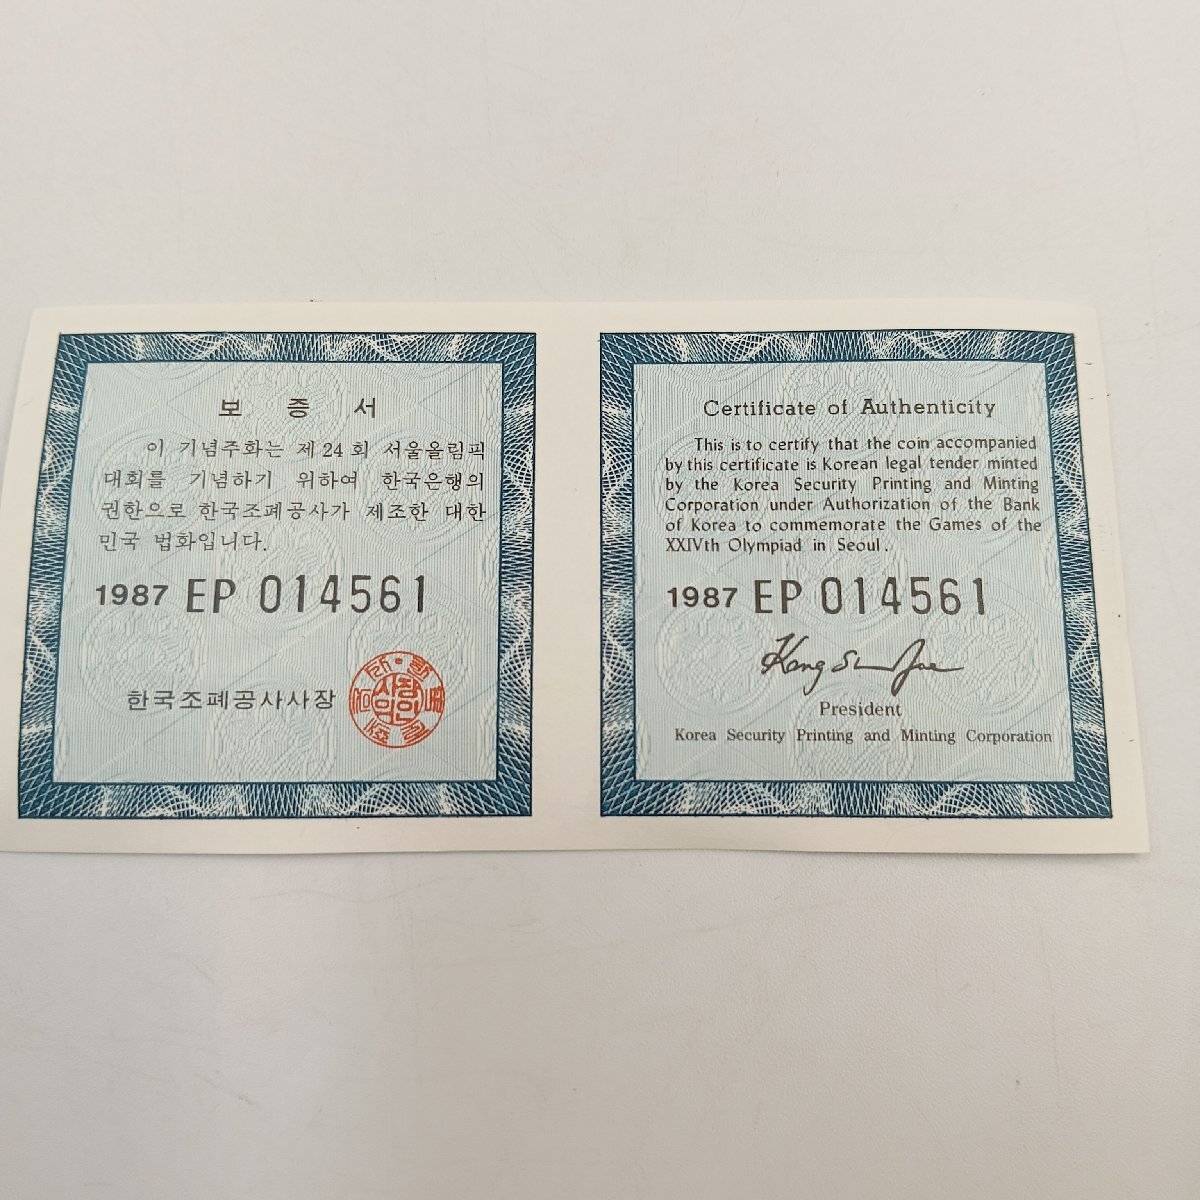 보 증 서
이 기념주화는 제 24 회 서울올림픽
대회를 기념하기 위하여 한국은행의
권한으로 한국조폐공사가 제조한 대한
민국 법화입니다.
1987 EP 014561
한국조폐공사사장
사장
의인
Certificate of Authenticity
This is to certify that the coin accompanied
by this certificate is Korean legal tender minted
by the Korea Security Printing and Minting
Corporation under Authorization of the Bank
of Korea to commemorate the Games of the
XXIVth Olympiad in Seoul.
1987 EP 014561
President
Korea Security Printing and Minting Corporation